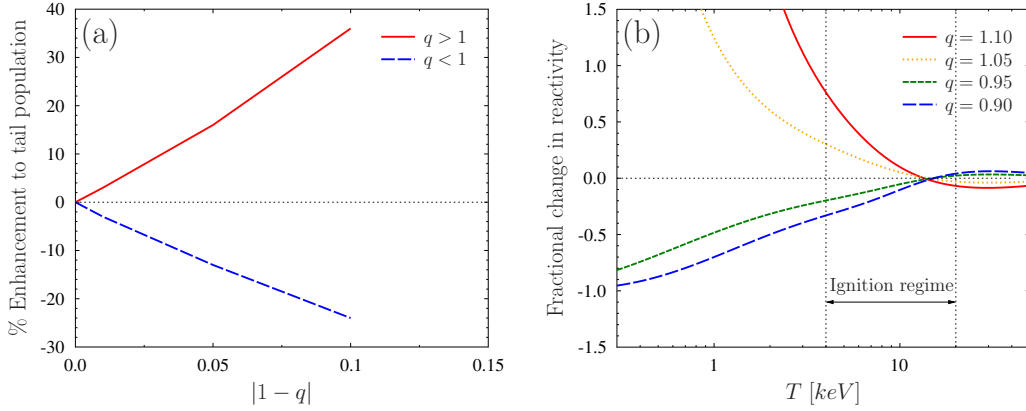 (a)
q > 1
q < 1
% Enhancement to tail population
50
40
30
20
10
0
-10
-20
-30
0.0
0.05
0.1
0.15
|1 − q|
(b)
q = 1.10
q = 1.05
q = 0.95
q = 0.90
Fractional change in reactivity
1.5
1.0
0.5
0.0
-0.5
-1.0
-1.5
Ignition regime
1
10
T [keV]